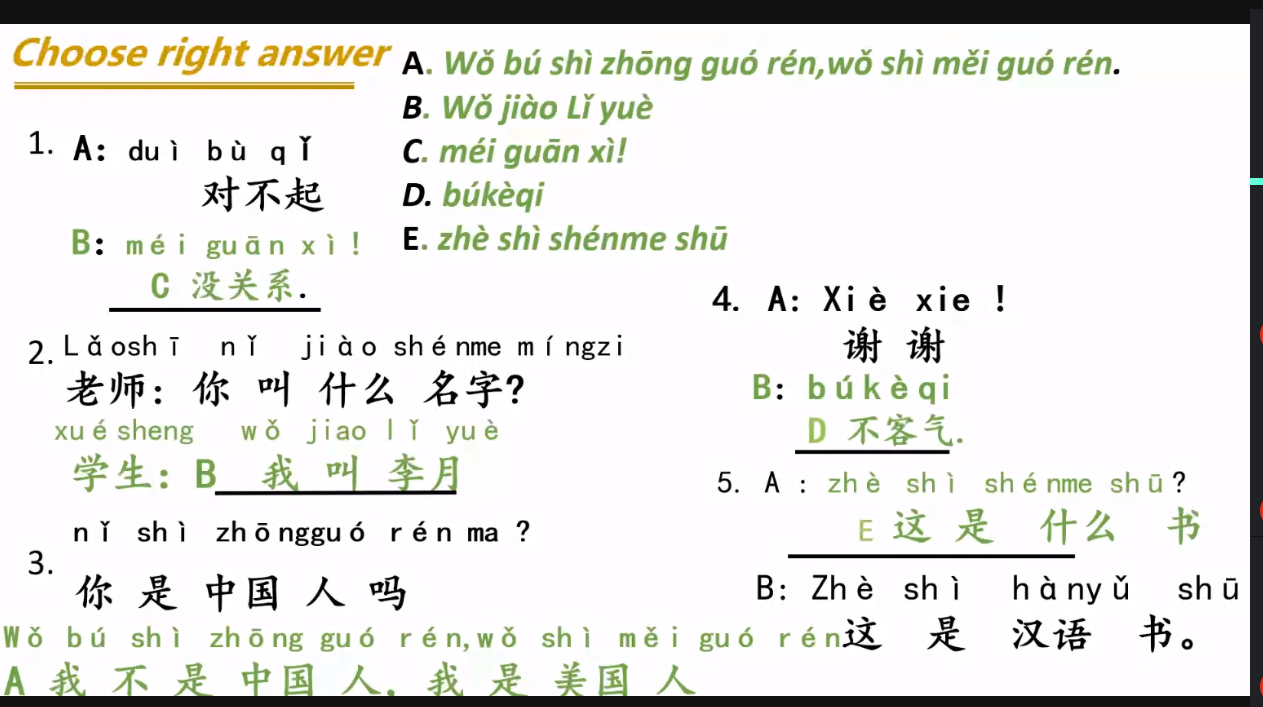 Choose right answer
A. Wǒ bú shì zhōng guó rén,wǒ shì měi guó rén.
B. Wǒ jiào Lǐ yuè
C. méi guān xì!
D. búkèqi
E. zhè shì shénme shū
1. A: duì bù qǐ
对不起
B: méi guān xì!
C 没关系.
2. Lǎoshī nǐ jiào shénme míngzi
老师: 你 叫 什么 名字?
xuésheng wǒ jiao lǐ yuè
学生: B 我 叫 李月
3. nǐ shì zhōngguó rén ma ?
你 是 中国 人 吗
Wǒ bú shì zhōng guó rén,wǒ shì měi guó rén
A 我 不 是 中国 人, 我 是 美国 人
4. A: Xiè xie !
谢 谢
B: búkèqi
D 不客气.
5. A : zhè shì shénme shū?
E 这 是 什么 书
B: Zhè shì hànyǔ shū
这 是 汉语 书。